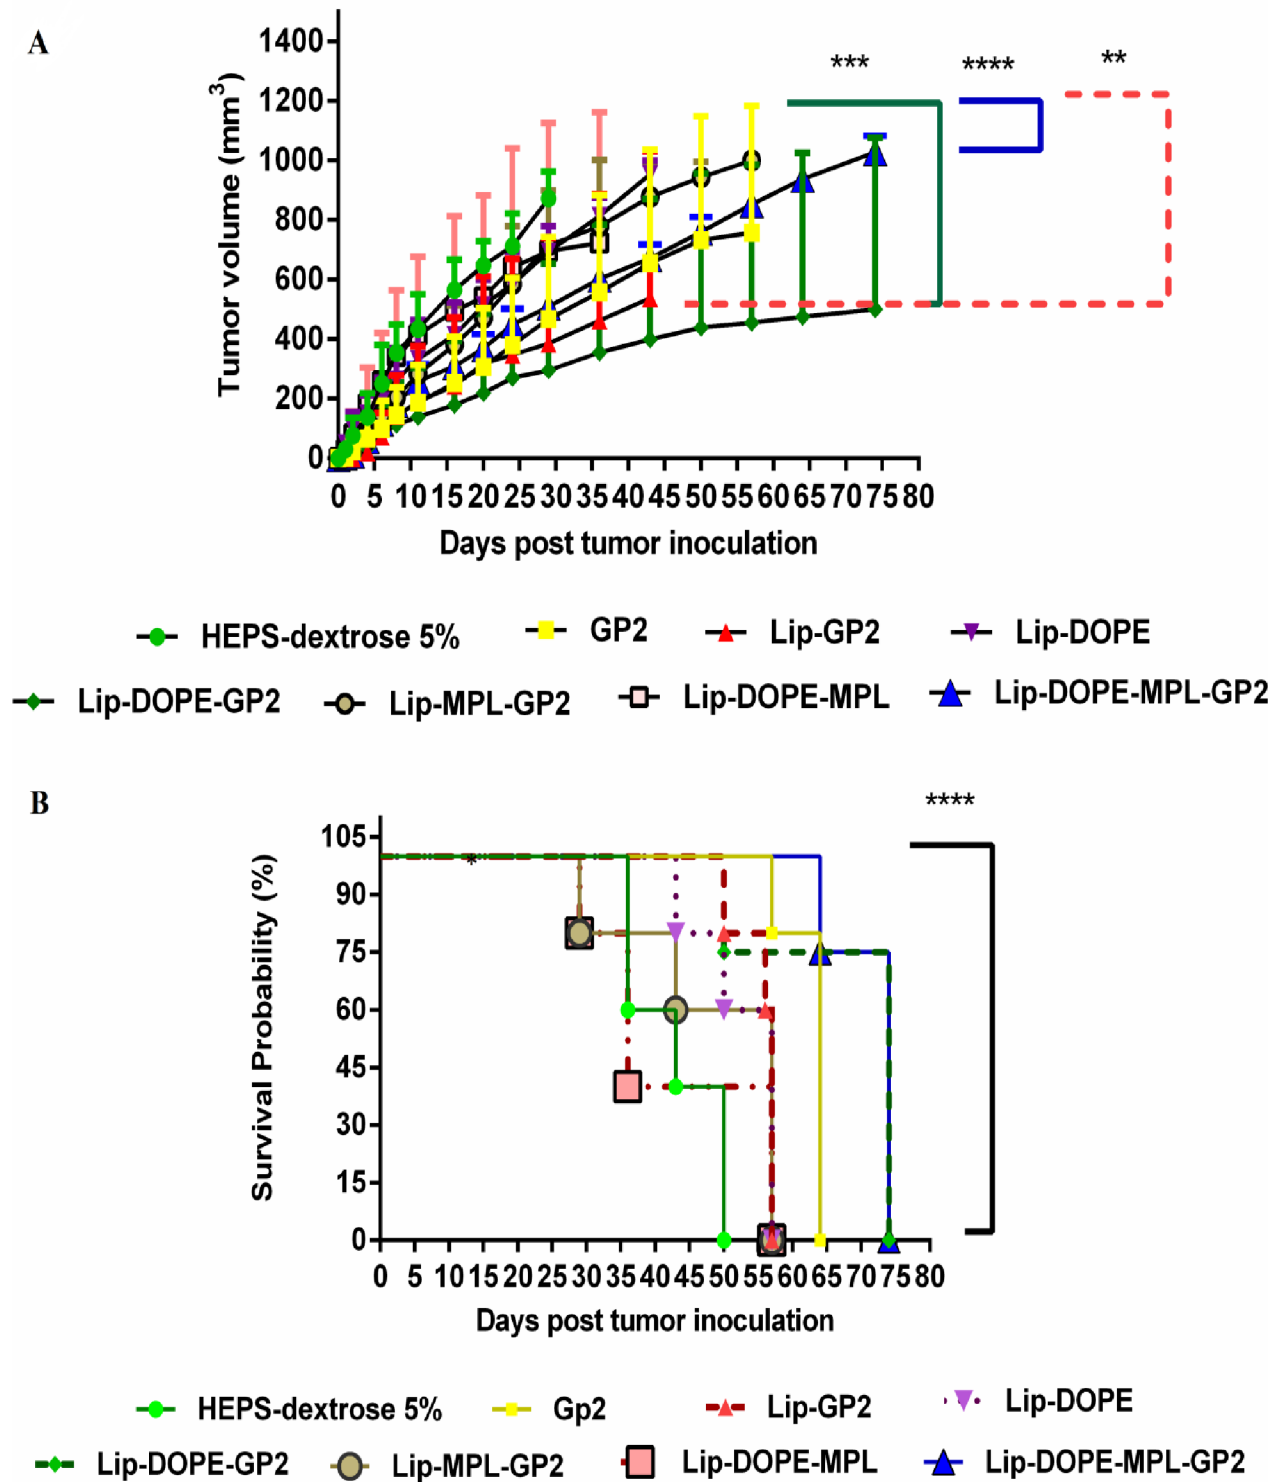 A
Tumor volume (mm3)
1400
1200
1000
800
600
400
200
0
*** **** **
0 5 10 15 20 25 30 35 40 45 50 55 60 65 70 75 80
Days post tumor inoculation
HEPS-dextrose 5% GP2 Lip-GP2 Lip-DOPE
Lip-DOPE-GP2 Lip-MPL-GP2 Lip-DOPE-MPL Lip-DOPE-MPL-GP2
B
****
Survival Probability (%)
105
90
75
60
45
30
15
0
*
0 5 10 15 20 25 30 35 40 45 50 55 60 65 70 75 80
Days post tumor inoculation
HEPS-dextrose 5% Gp2 Lip-GP2 Lip-DOPE
Lip-DOPE-GP2 Lip-MPL-GP2 Lip-DOPE-MPL Lip-DOPE-MPL-GP2